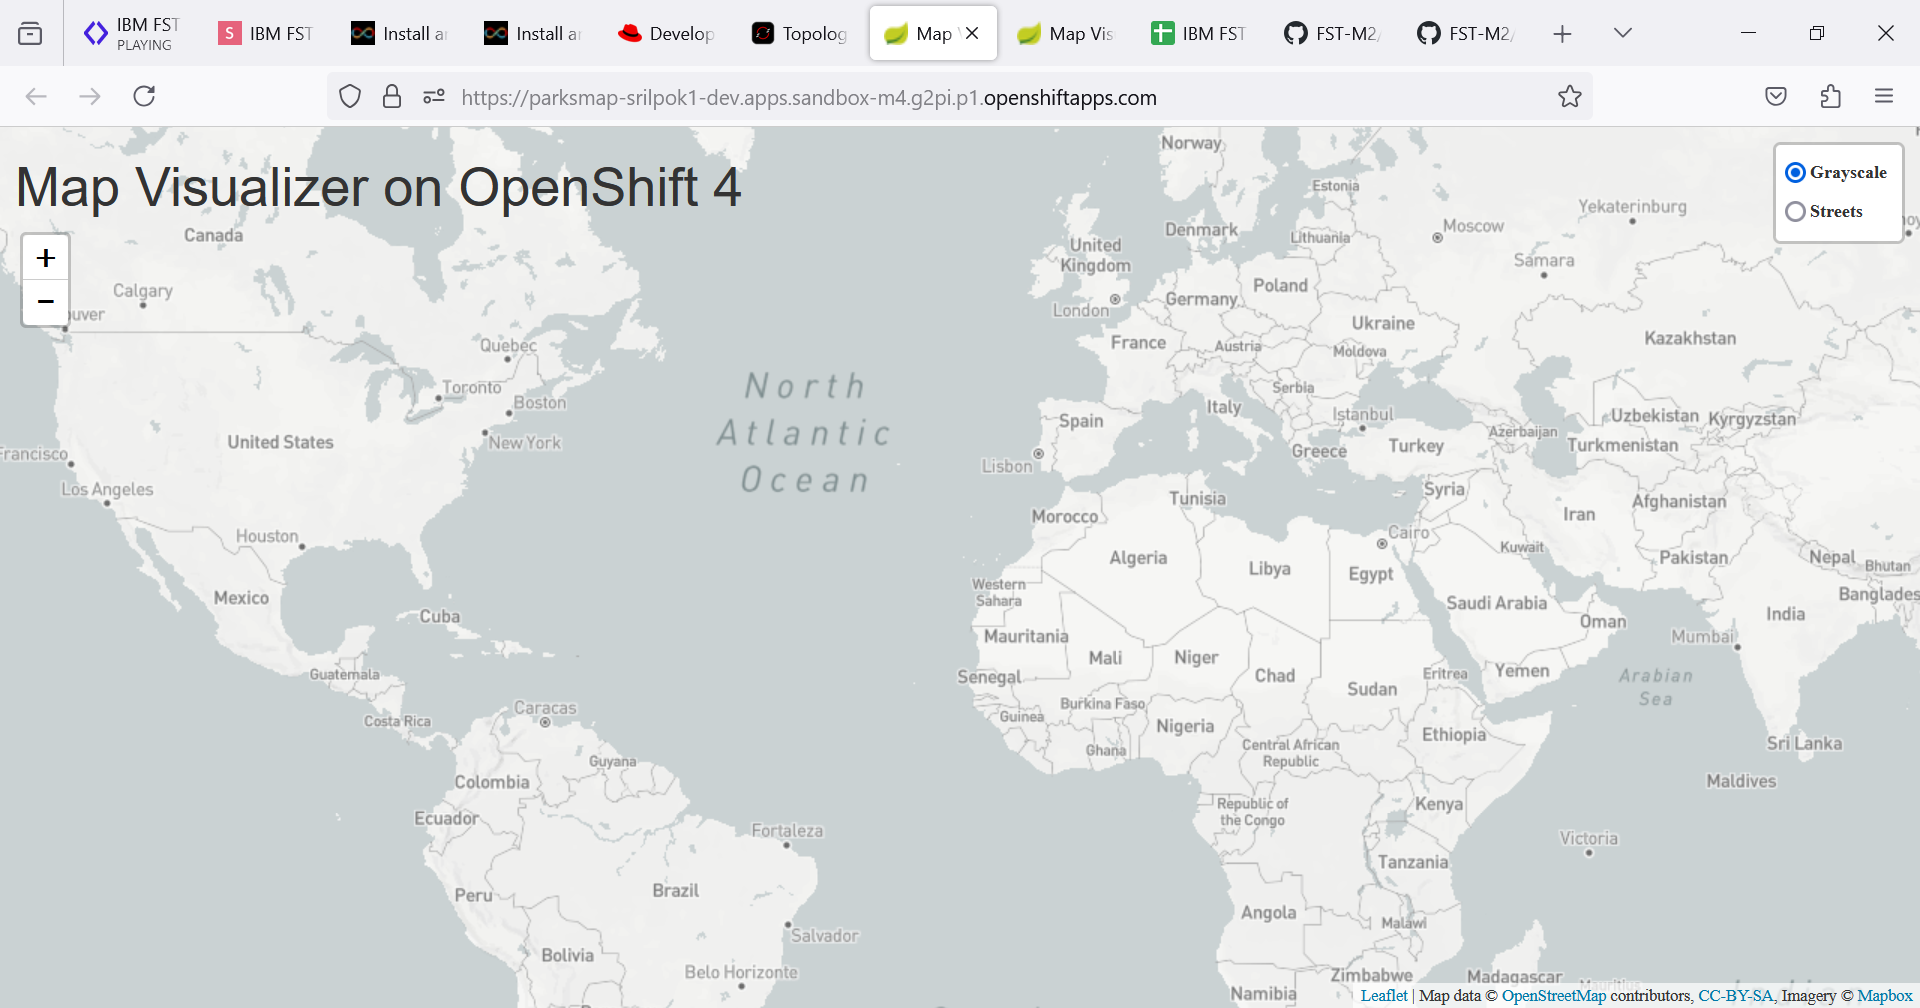 IBM FST
PLAYING
S
IBM FST
Install a
Install a
Develop
Topolog
Map
Map Vis
IBM FST
FST-M2/
FST-M2/
https://parksmap-srilpok1-dev.apps.sandbox-m4.g2pi.p1.openshiftapps.com
Map Visualizer on OpenShift 4
+
−
Grayscale
Streets
Norway
Estonia
Yekaterinburg
Moscow
Denmark
Canada
Lithuania
United
Kingdom
Samara
Calgary
Poland
Germany
London
uver
Ukraine
Kazakhstan
France
Quebec
Austria
Moldova
Toronto
North
Atlantic
Ocean
Serbia
Boston
Italy
Istanbul
Uzbekistan
Kyrgyzstan
Spain
Azerbaijan
United States
New York
Turkey
Turkmenistan
Greece
Francisco
Lisbon
Los Angeles
Syria
Tunisia
Afghanistan
Iran
Morocco
Houston
Cairo
Kuwait
Algeria
Pakistan
Nepal
Bhutan
Libya
Egypt
Western
Sahara
Banglades
Mexico
Saudi Arabia
India
Cuba
Oman
Mauritania
Mumbai
Mali
Niger
Guatemala
Senegal
Chad
Eritrea
Yemen
Arabian
Sea
Sudan
Burkina Faso
Caracas
Guinea
Costa Rica
Nigeria
Ethiopia
Ghana
Central African
Republic
Sri Lanka
Guyana
Colombia
Maldives
Republic of
the Congo
Kenya
Ecuador
Fortaleza
Victoria
Tanzania
Peru
Brazil
Angola
Malawi
Salvador
Bolivia
Belo Horizonte
Zimbabwe
Madagascar
Mauritius
Namibia
Leaflet | Map data © OpenStreetMap contributors, CC-BY-SA, Imagery © Mapbox